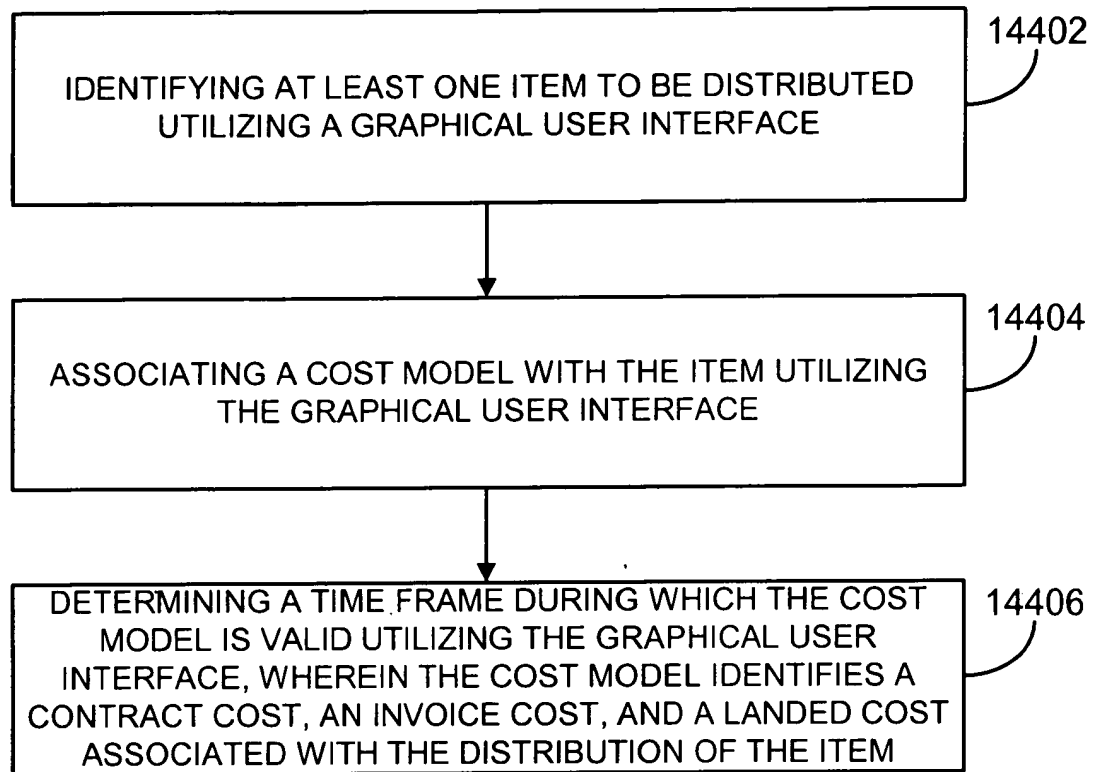 14402
IDENTIFYING AT LEAST ONE ITEM TO BE DISTRIBUTED
UTILIZING A GRAPHICAL USER INTERFACE
14404
ASSOCIATING A COST MODEL WITH THE ITEM UTILIZING
THE GRAPHICAL USER INTERFACE
14406
DETERMINING A TIME FRAME DURING WHICH THE COST
MODEL IS VALID UTILIZING THE GRAPHICAL USER
INTERFACE, WHEREIN THE COST MODEL IDENTIFIES A
CONTRACT COST, AN INVOICE COST, AND A LANDED COST
ASSOCIATED WITH THE DISTRIBUTION OF THE ITEM